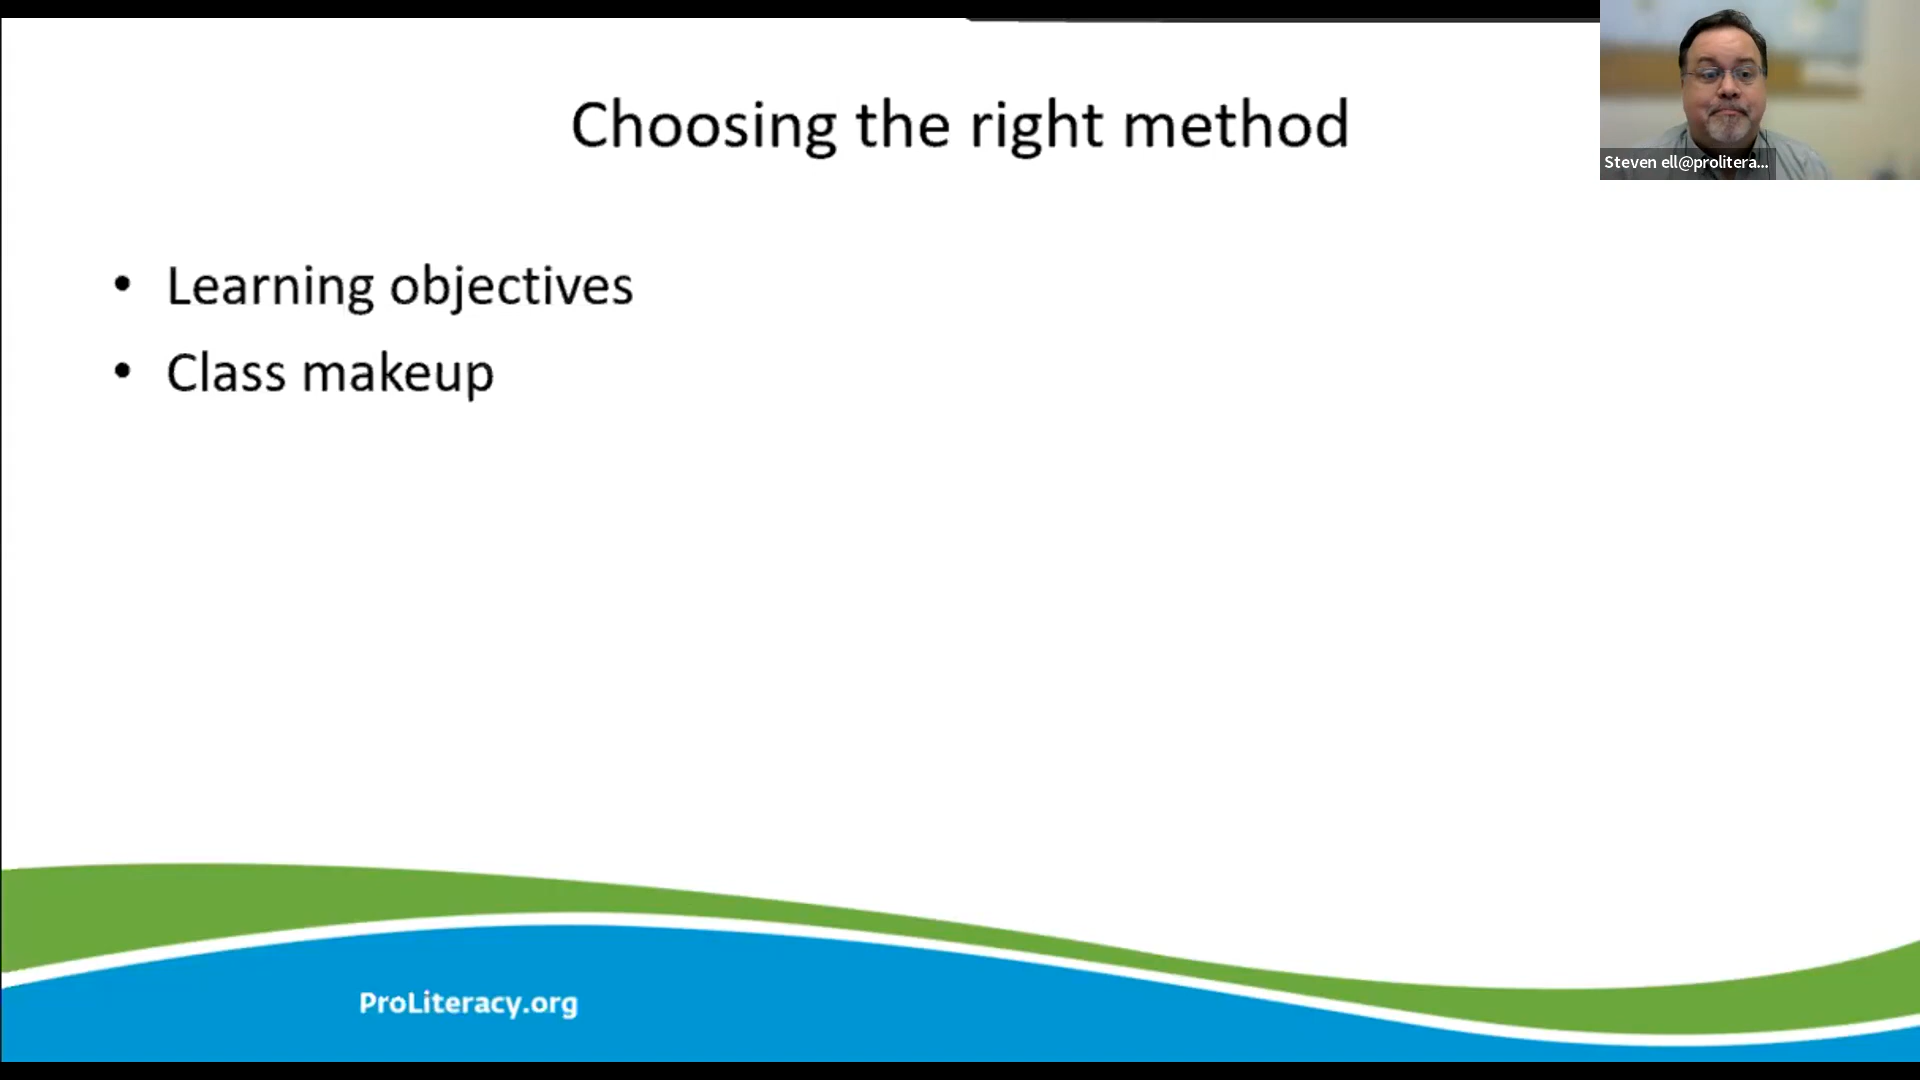 Choosing the right method
Steven ell@prolitera...
• Learning objectives
• Class makeup
ProLiteracy.org